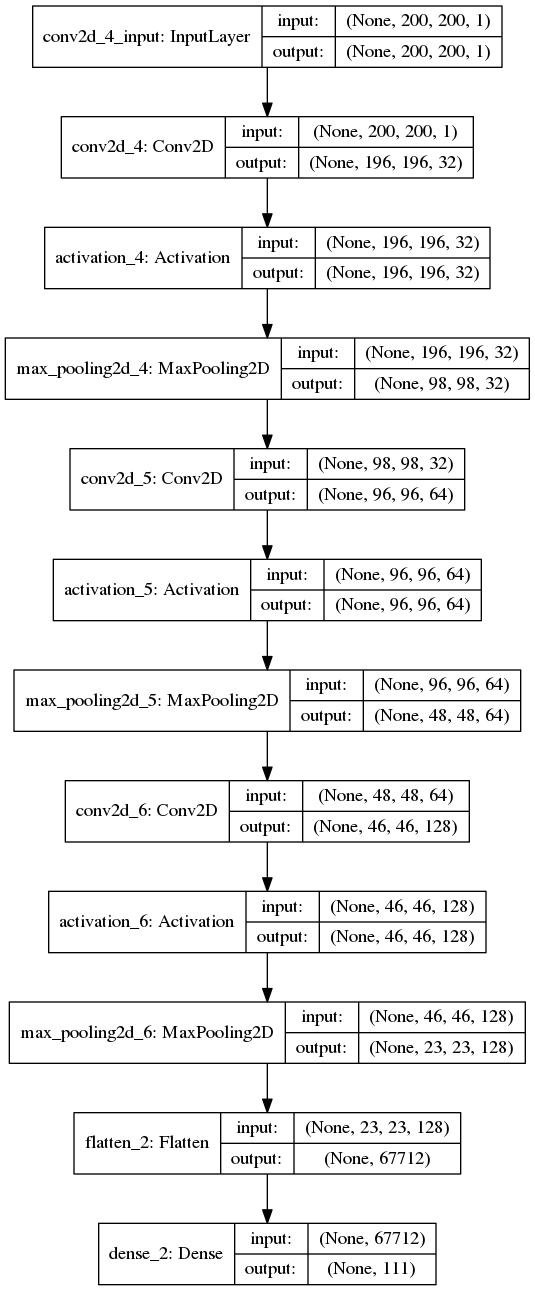 conv2d_4_input: InputLayer
input:
(None, 200, 200, 1)
output:
(None, 200, 200, 1)
conv2d_4: Conv2D
input:
(None, 200, 200, 1)
output:
(None, 196, 196, 32)
activation_4: Activation
input:
(None, 196, 196, 32)
output:
(None, 196, 196, 32)
max_pooling2d_4: MaxPooling2D
input:
(None, 196, 196, 32)
output:
(None, 98, 98, 32)
conv2d_5: Conv2D
input:
(None, 98, 98, 32)
output:
(None, 96, 96, 64)
activation_5: Activation
input:
(None, 96, 96, 64)
output:
(None, 96, 96, 64)
max_pooling2d_5: MaxPooling2D
input:
(None, 96, 96, 64)
output:
(None, 48, 48, 64)
conv2d_6: Conv2D
input:
(None, 48, 48, 64)
output:
(None, 46, 46, 128)
activation_6: Activation
input:
(None, 46, 46, 128)
output:
(None, 46, 46, 128)
max_pooling2d_6: MaxPooling2D
input:
(None, 46, 46, 128)
output:
(None, 23, 23, 128)
flatten_2: Flatten
input:
(None, 23, 23, 128)
output:
(None, 67712)
dense_2: Dense
input:
(None, 67712)
output:
(None, 111)